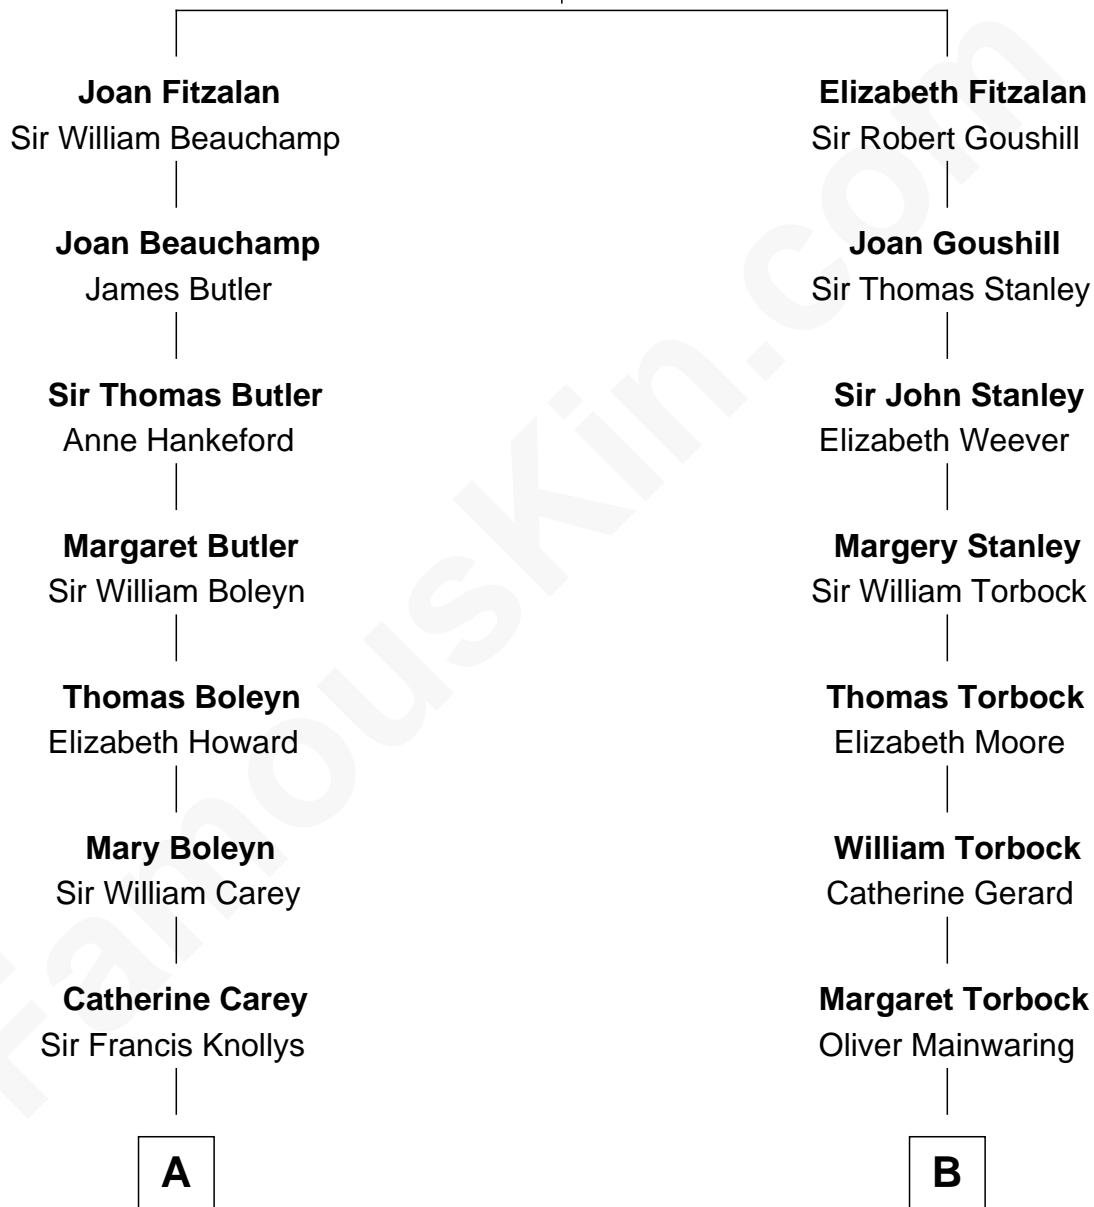 Joan Fitzalan
Sir William Beauchamp
Joan Beauchamp
James Butler
Sir Thomas Butler
Anne Hankeford
Margaret Butler
Sir William Boleyn
Thomas Boleyn
Elizabeth Howard
Mary Boleyn
Sir William Carey
Catherine Carey
Sir Francis Knollys
A
Elizabeth Fitzalan
Sir Robert Goushill
Joan Goushill
Sir Thomas Stanley
Sir John Stanley
Elizabeth Weever
Margery Stanley
Sir William Torbock
Thomas Torbock
Elizabeth Moore
William Torbock
Catherine Gerard
Margaret Torbock
Oliver Mainwaring
B
FamousKin.com